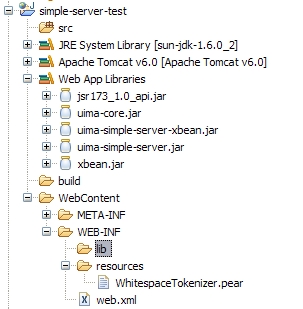 simple-server-test
src
JRE System Library [sun-jdk-1.6.0_2]
Apache Tomcat v6.0 [Apache Tomcat v6.0]
Web App Libraries
jsr173_1.0_api.jar
uima-core.jar
uima-simple-server-xbean.jar
uima-simple-server.jar
xbean.jar
build
WebContent
META-INF
WEB-INF
lib
resources
WhitespaceTokenizer.pear
web.xml